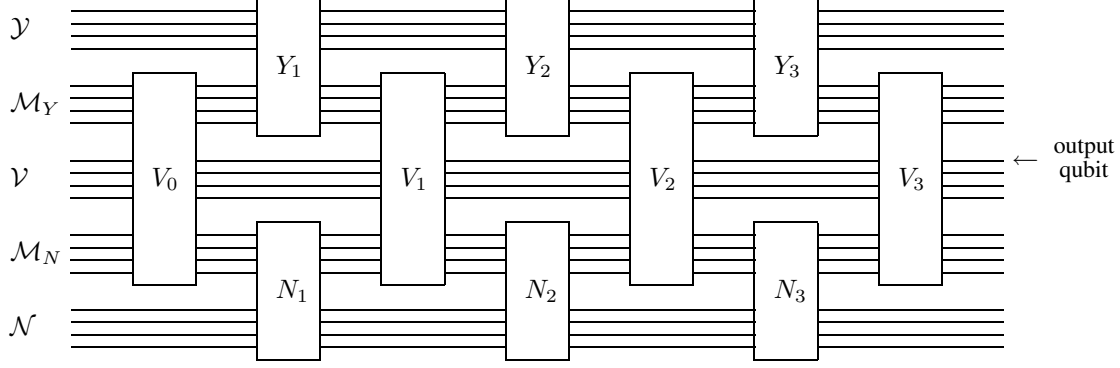 𝒴
Y₁ Y₂ Y₃
ℳ_Y
output
qubit
𝒱 V₀ V₁ V₂ V₃ ←
ℳ_N
N₁ N₂ N₃
𝒩